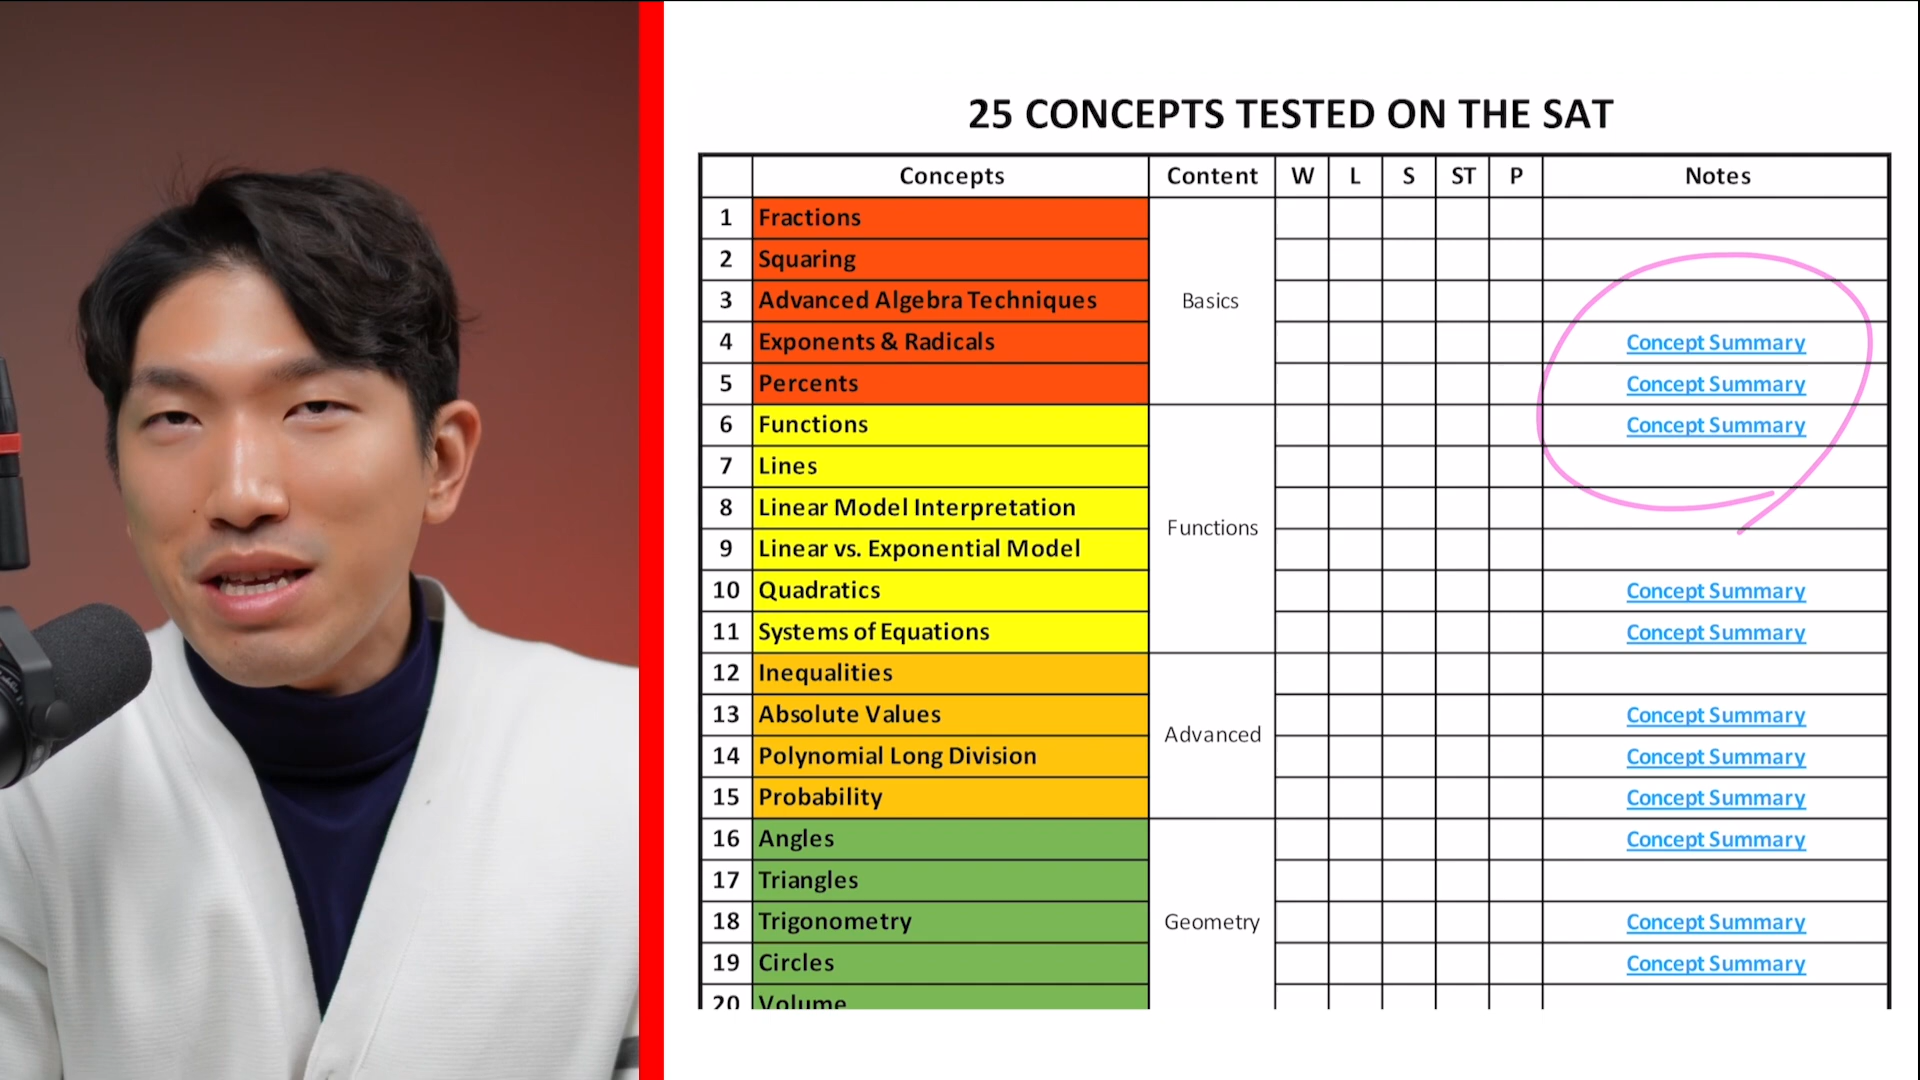 25 CONCEPTS TESTED ON THE SAT
Concepts Content W L S ST P Notes
1 Fractions
2 Squaring
3 Advanced Algebra Techniques Basics
4 Exponents & Radicals Concept Summary
5 Percents Concept Summary
6 Functions Concept Summary
7 Lines
8 Linear Model Interpretation Functions
9 Linear vs. Exponential Model
10 Quadratics Concept Summary
11 Systems of Equations Concept Summary
12 Inequalities
13 Absolute Values Advanced Concept Summary
14 Polynomial Long Division Concept Summary
15 Probability Concept Summary
16 Angles Concept Summary
17 Triangles
18 Trigonometry Geometry Concept Summary
19 Circles Concept Summary
20 Volume